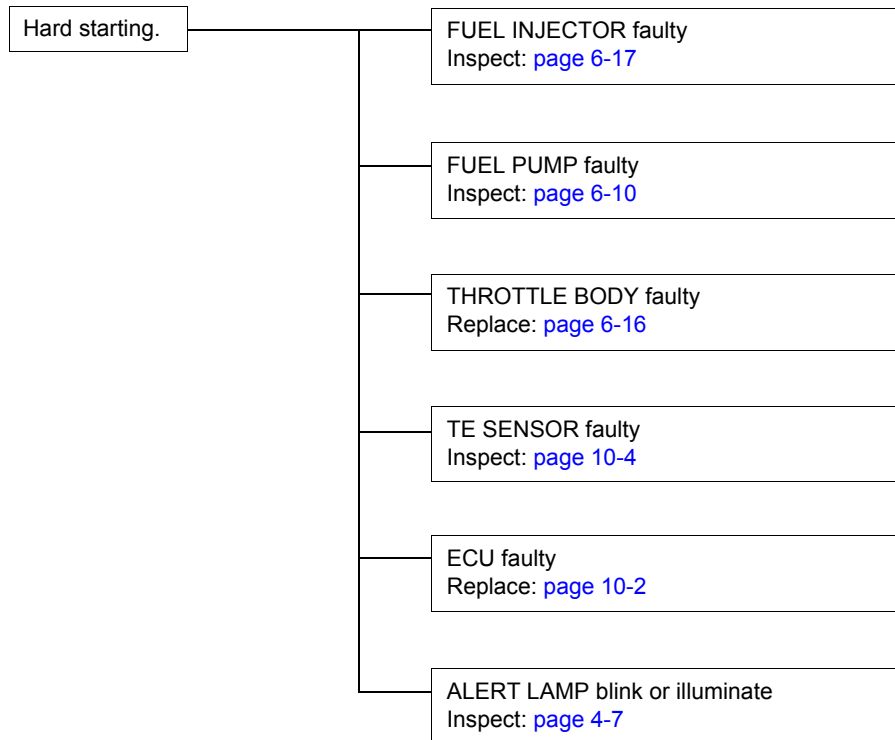 Hard starting.
FUEL INJECTOR faulty
Inspect: page 6-17
FUEL PUMP faulty
Inspect: page 6-10
THROTTLE BODY faulty
Replace: page 6-16
TE SENSOR faulty
Inspect: page 10-4
ECU faulty
Replace: page 10-2
ALERT LAMP blink or illuminate
Inspect: page 4-7